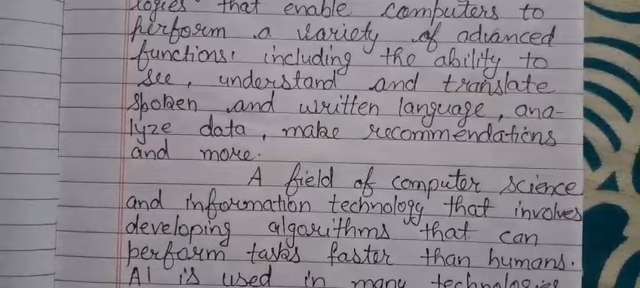 logies that enable computers to
perform a variety of advanced
functions, including the ability to
see, understand and translate
spoken and written language, ana-
lyze data, make recommendations
and more.
A field of computer science
and information technology that involves
developing algorithms that can
perform tasks faster than humans.
AI is used in many technologies